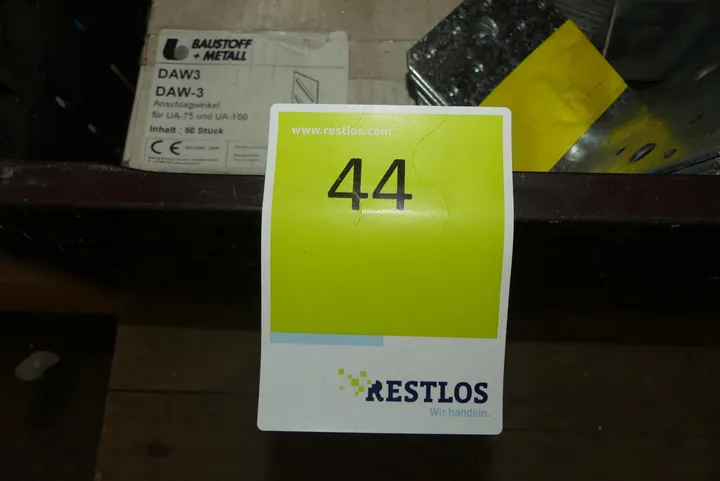 BAUSTOFF
+ METALL
DAW3
DAW-3
Anschlagwinkel
für UA-75 und UA-100
Inhalt : 50 Stück
CE
www.restlos.com
44
RESTLOS
Wir handeln.